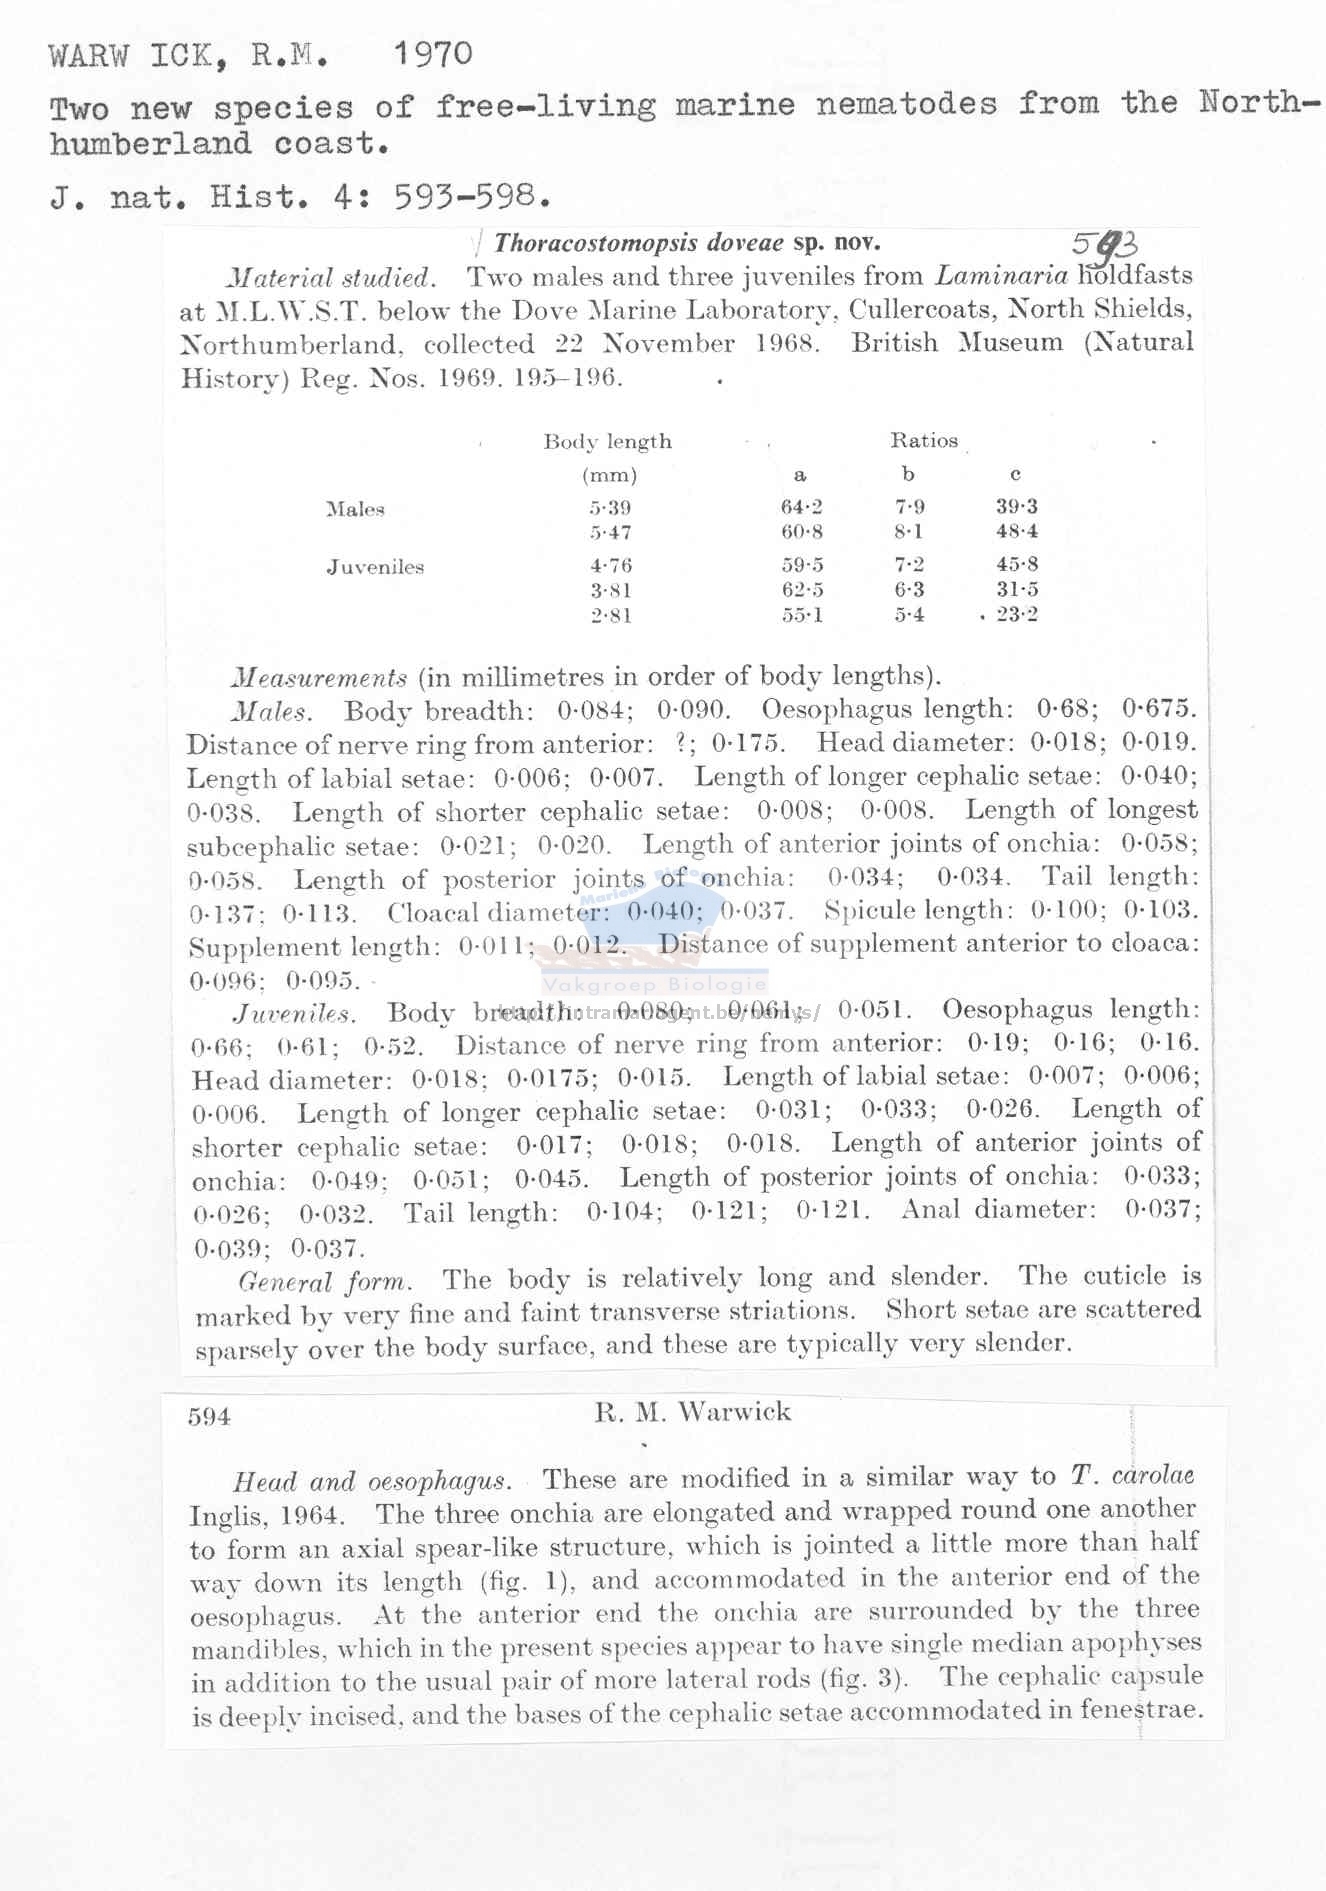 WARW ICK, R.M. 1970
Two new species of free-living marine nematodes from the North-
humberland coast.
J. nat. Hist. 4: 593-598.
Thoracostomopsis doveae sp. nov. 593
Material studied. Two males and three juveniles from Laminaria holdfasts
at M.L.W.S.T. below the Dove Marine Laboratory, Cullercoats, North Shields,
Northumberland, collected 22 November 1968. British Museum (Natural
History) Reg. Nos. 1969. 195–196.
Body length Ratios
(mm) a b c
Males 5·39 64·2 7·9 39·3
5·47 60·8 8·1 48·4
Juveniles 4·76 59·5 7·2 45·8
3·81 62·5 6·3 31·5
2·81 55·1 5·4 23·2
Measurements (in millimetres in order of body lengths).
Males. Body breadth: 0·084; 0·090. Oesophagus length: 0·68; 0·675.
Distance of nerve ring from anterior: ?; 0·175. Head diameter: 0·018; 0·019.
Length of labial setae: 0·006; 0·007. Length of longer cephalic setae: 0·040;
0·038. Length of shorter cephalic setae: 0·008; 0·008. Length of longest
subcephalic setae: 0·021; 0·020. Length of anterior joints of onchia: 0·058;
0·058. Length of posterior joints of onchia: 0·034; 0·034. Tail length:
0·137; 0·113. Cloacal diameter: 0·040; 0·037. Spicule length: 0·100; 0·103.
Supplement length: 0·011; 0·012. Distance of supplement anterior to cloaca:
0·096; 0·095.
Vakgroep Biologie
Juveniles. Body breadth: 0·080; 0·061; 0·051. Oesophagus length:
0·66; 0·61; 0·52. Distance of nerve ring from anterior: 0·19; 0·16; 0·16.
Head diameter: 0·018; 0·0175; 0·015. Length of labial setae: 0·007; 0·006;
0·006. Length of longer cephalic setae: 0·031; 0·033; 0·026. Length of
shorter cephalic setae: 0·017; 0·018; 0·018. Length of anterior joints of
onchia: 0·049; 0·051; 0·045. Length of posterior joints of onchia: 0·033;
0·026; 0·032. Tail length: 0·104; 0·121; 0·121. Anal diameter: 0·037;
0·039; 0·037.
General form. The body is relatively long and slender. The cuticle is
marked by very fine and faint transverse striations. Short setae are scattered
sparsely over the body surface, and these are typically very slender.
594 R. M. Warwick
Head and oesophagus. These are modified in a similar way to T. carolae
Inglis, 1964. The three onchia are elongated and wrapped round one another
to form an axial spear-like structure, which is jointed a little more than half
way down its length (fig. 1), and accommodated in the anterior end of the
oesophagus. At the anterior end the onchia are surrounded by the three
mandibles, which in the present species appear to have single median apophyses
in addition to the usual pair of more lateral rods (fig. 3). The cephalic capsule
is deeply incised, and the bases of the cephalic setae accommodated in fenestrae.